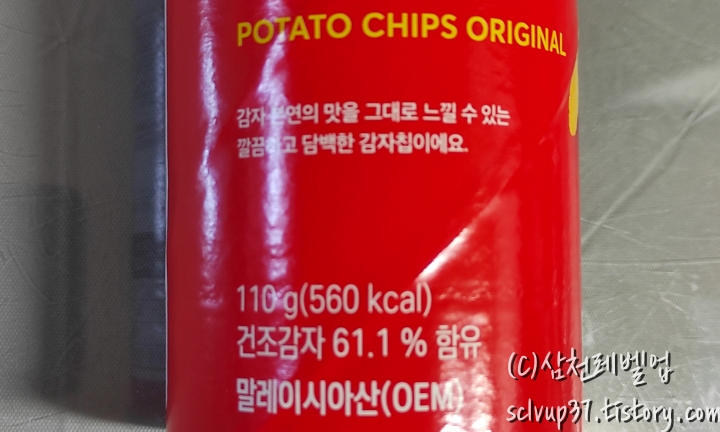 POTATO CHIPS ORIGINAL
감자 본연의 맛을 그대로 느낄 수 있는
깔끔하고 담백한 감자칩이에요.
110 g(560 kcal)
건조감자 61.1 % 함유
말레이시아산(OEM)
(C)삼천레벨업
sclvup37.tistory.com